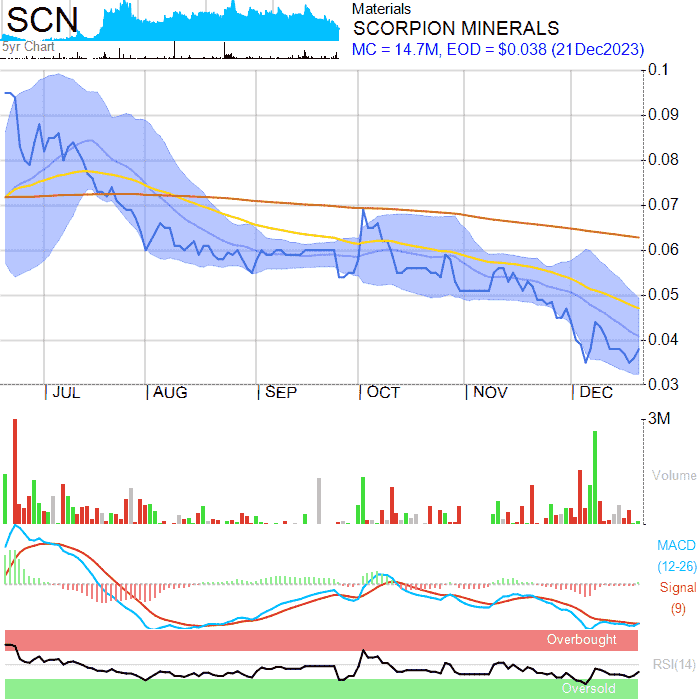 SCN
5yr Chart
Materials
SCORPION MINERALS
MC = 14.7M, EOD = $0.038 (21Dec2023)
0.1
0.09
0.08
0.07
0.06
0.05
0.04
0.03
JUL
AUG
SEP
OCT
NOV
DEC
3M
Volume
MACD
(12-26)
Signal
(9)
Overbought
RSI(14)
Oversold